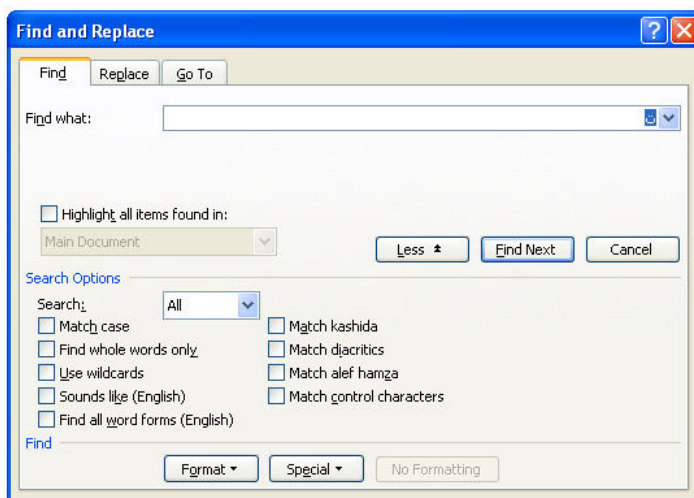 Find and Replace
Find Replace Go To
Find what:
Highlight all items found in:
Main Document
Less Find Next Cancel
Search Options
Search: All
Match case Match kashida
Find whole words only Match diacritics
Use wildcards Match alef hamza
Sounds like (English) Match control characters
Find all word forms (English)
Find
Format Special No Formatting